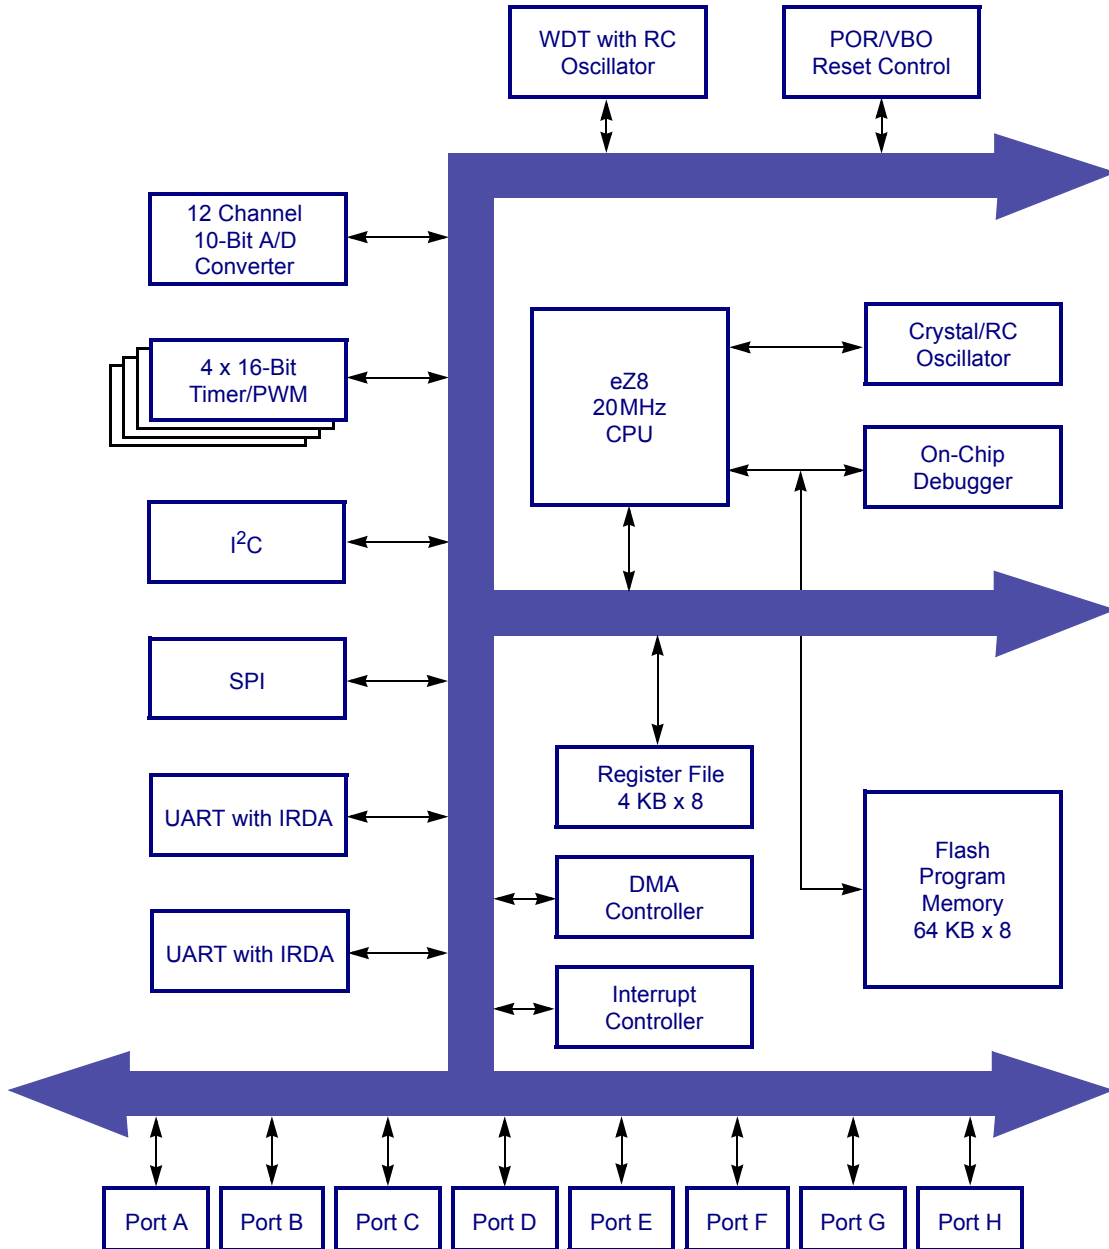 WDT with RC
Oscillator
POR/VBO
Reset Control
12 Channel
10-Bit A/D
Converter
4 x 16-Bit
Timer/PWM
eZ8
20MHz
CPU
Crystal/RC
Oscillator
On-Chip
Debugger
I²C
SPI
UART with IRDA
UART with IRDA
Register File
4 KB x 8
DMA
Controller
Interrupt
Controller
Flash
Program
Memory
64 KB x 8
Port A
Port B
Port C
Port D
Port E
Port F
Port G
Port H